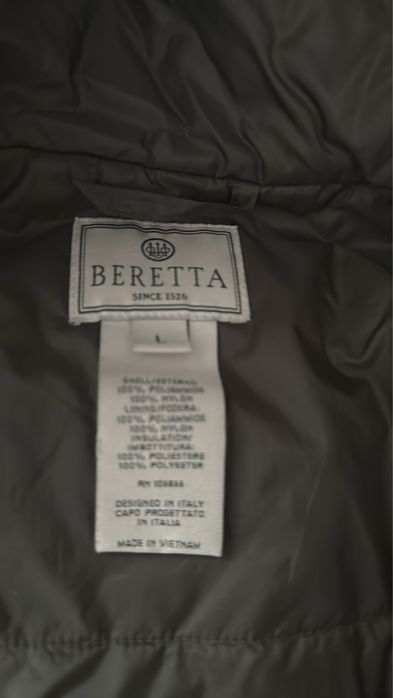 BERETTA
SINCE 1526
L
SHELL/ESTERNO:
100% POLIAMMIDE
100% NYLON
LINING/FODERA:
100% POLIAMMIDE
100% NYLON
INSULATION/
IMBOTTITURA:
100% POLIESTERE
100% POLYESTER
RN
DESIGNED IN ITALY
CAPO PROGETTATO
IN ITALIA
MADE IN VIETNAM